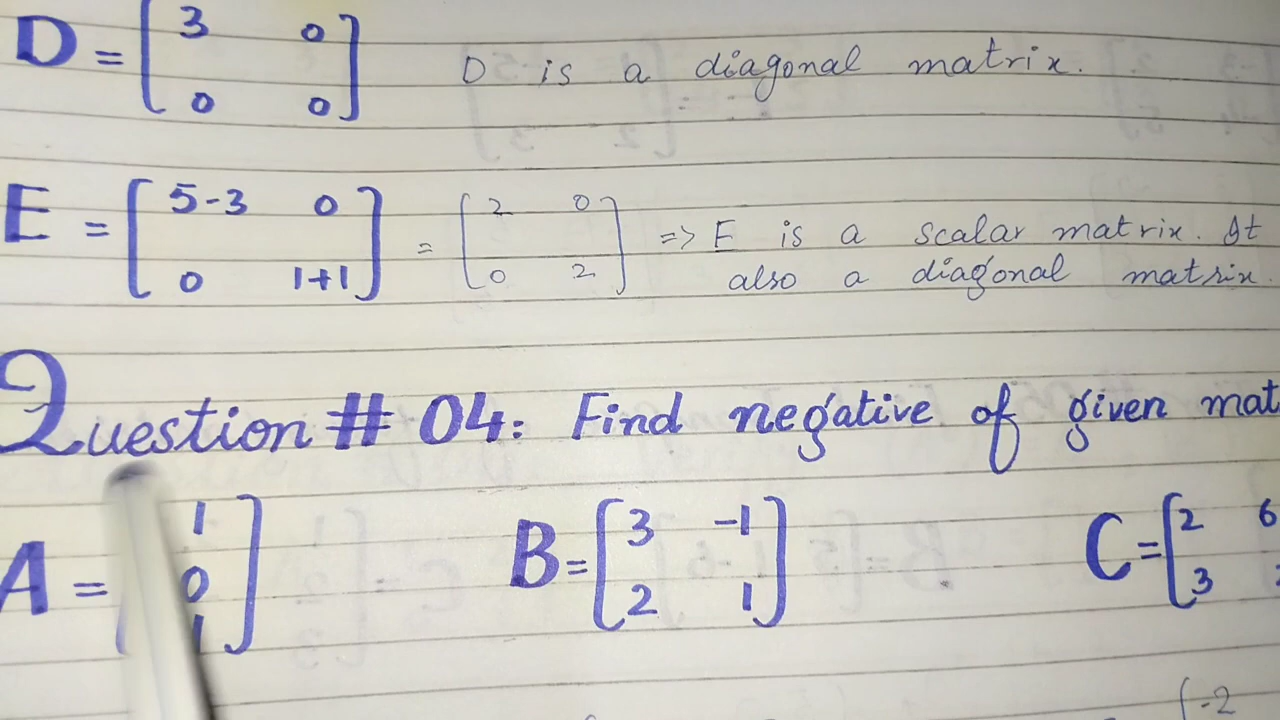 D = [3 0
0 0] D is a diagonal matrix.
E = [5-3 0
0 1+1] = [2 0
0 2] => E is a scalar matrix. It
also a diagonal matrix.
Question # 04: Find negative of given mat
A = [1
0
1] B = [3 -1
2 1] C = [2 6
3
[-2